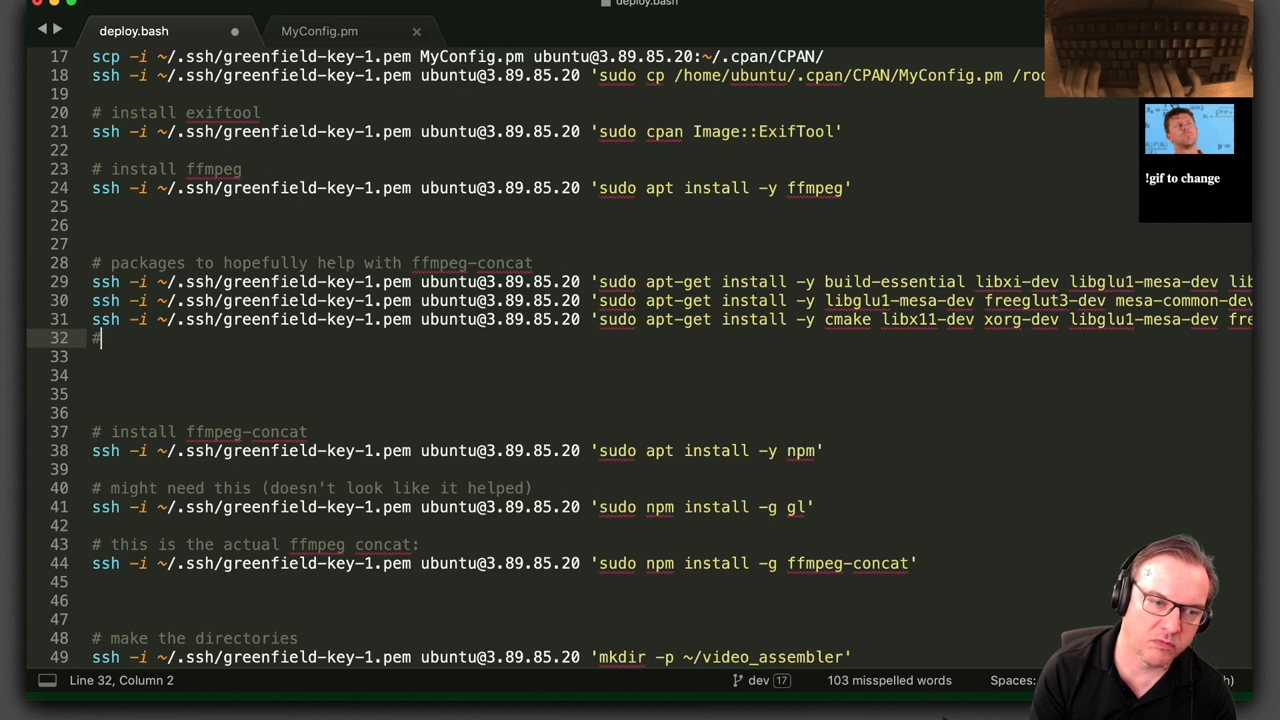 deploy.bash
deploy.bash
MyConfig.pm
17 scp -i ~/.ssh/greenfield-key-1.pem MyConfig.pm ubuntu@3.89.85.20:~/.cpan/CPAN/
18 ssh -i ~/.ssh/greenfield-key-1.pem ubuntu@3.89.85.20 'sudo cp /home/ubuntu/.cpan/CPAN/MyConfig.pm /roo
19
20 # install exiftool
21 ssh -i ~/.ssh/greenfield-key-1.pem ubuntu@3.89.85.20 'sudo cpan Image::ExifTool'
22
23 # install ffmpeg
24 ssh -i ~/.ssh/greenfield-key-1.pem ubuntu@3.89.85.20 'sudo apt install -y ffmpeg'
25
26
27
28 # packages to hopefully help with ffmpeg-concat
29 ssh -i ~/.ssh/greenfield-key-1.pem ubuntu@3.89.85.20 'sudo apt-get install -y build-essential libxi-dev libglu1-mesa-dev lib
30 ssh -i ~/.ssh/greenfield-key-1.pem ubuntu@3.89.85.20 'sudo apt-get install -y libglu1-mesa-dev freeglut3-dev mesa-common-dev
31 ssh -i ~/.ssh/greenfield-key-1.pem ubuntu@3.89.85.20 'sudo apt-get install -y cmake libx11-dev xorg-dev libglu1-mesa-dev fre
32 #
33
34
35
36
37 # install ffmpeg-concat
38 ssh -i ~/.ssh/greenfield-key-1.pem ubuntu@3.89.85.20 'sudo apt install -y npm'
39
40 # might need this (doesn't look like it helped)
41 ssh -i ~/.ssh/greenfield-key-1.pem ubuntu@3.89.85.20 'sudo npm install -g gl'
42
43 # this is the actual ffmpeg concat:
44 ssh -i ~/.ssh/greenfield-key-1.pem ubuntu@3.89.85.20 'sudo npm install -g ffmpeg-concat'
45
46
47
48 # make the directories
49 ssh -i ~/.ssh/greenfield-key-1.pem ubuntu@3.89.85.20 'mkdir -p ~/video_assembler'
!gif to change
Line 32, Column 2
dev 17
103 misspelled words
Spaces:
h)